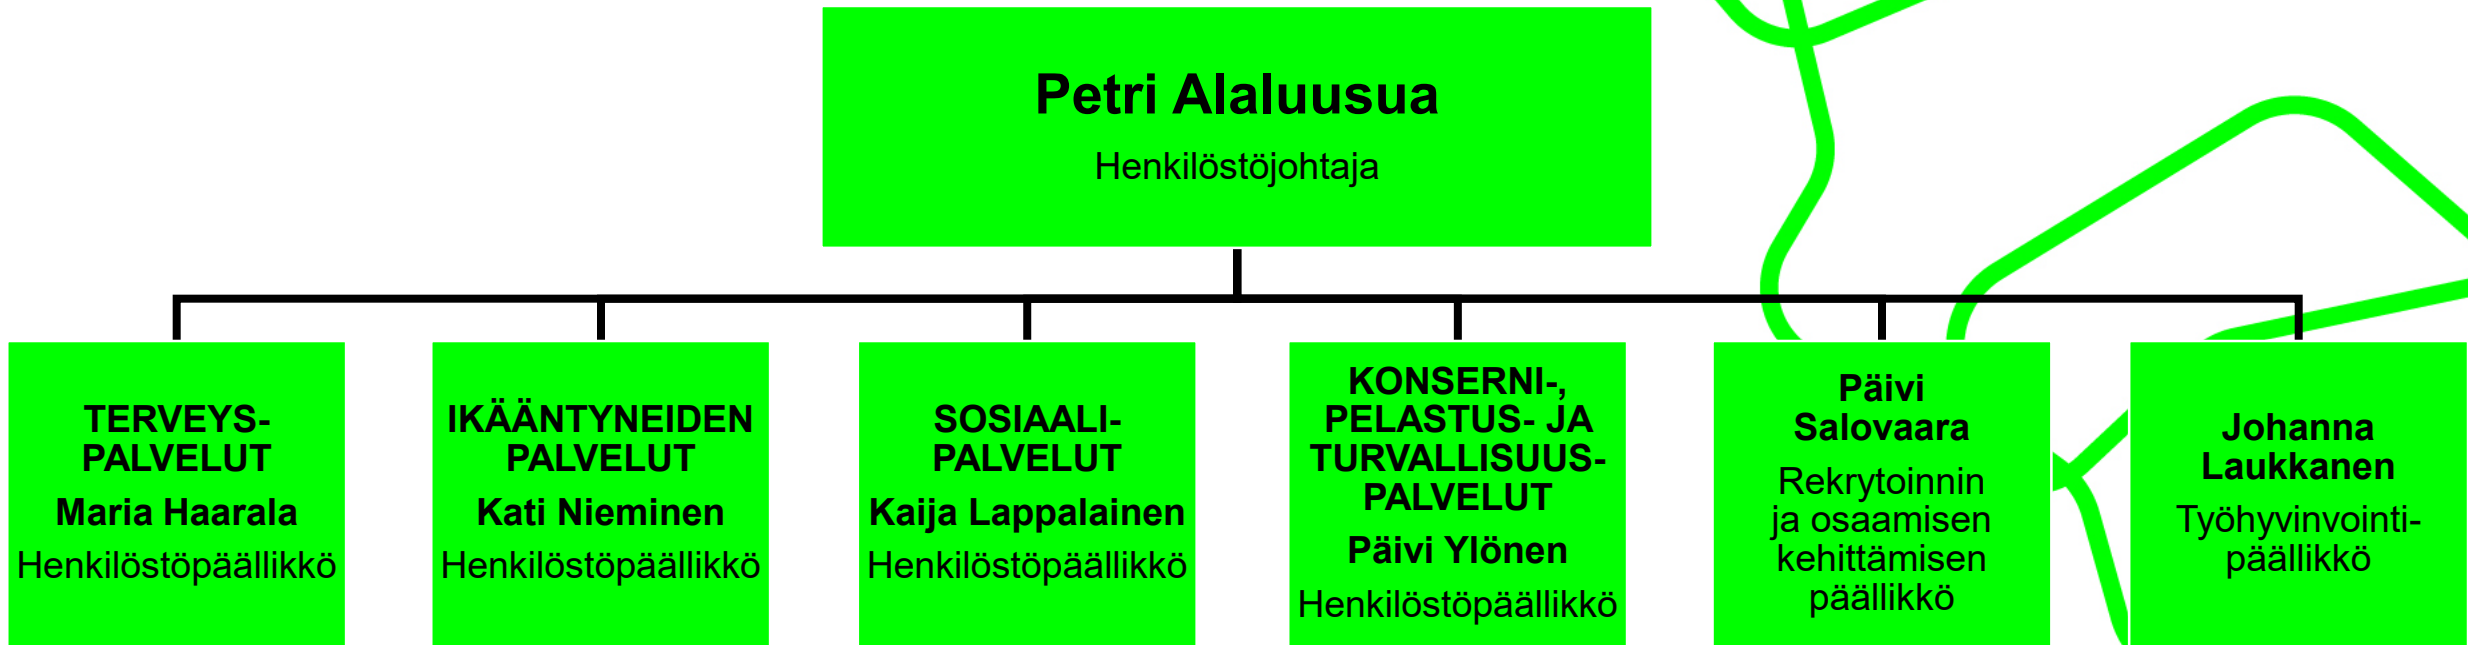 Petri Alaluusua
Henkilöstöjohtaja
TERVEYS-
PALVELUT
Maria Haarala
Henkilöstöpäällikkö
IKÄÄNTYNEIDEN
PALVELUT
Kati Nieminen
Henkilöstöpäällikkö
SOSIAALI-
PALVELUT
Kaija Lappalainen
Henkilöstöpäällikkö
KONSERNI-,
PELASTUS- JA
TURVALLISUUS-
PALVELUT
Päivi Ylönen
Henkilöstöpäällikkö
Päivi
Salovaara
Rekrytoinnin
ja osaamisen
kehittämisen
päällikkö
Johanna
Laukkanen
Työhyvinvointi-
päällikkö